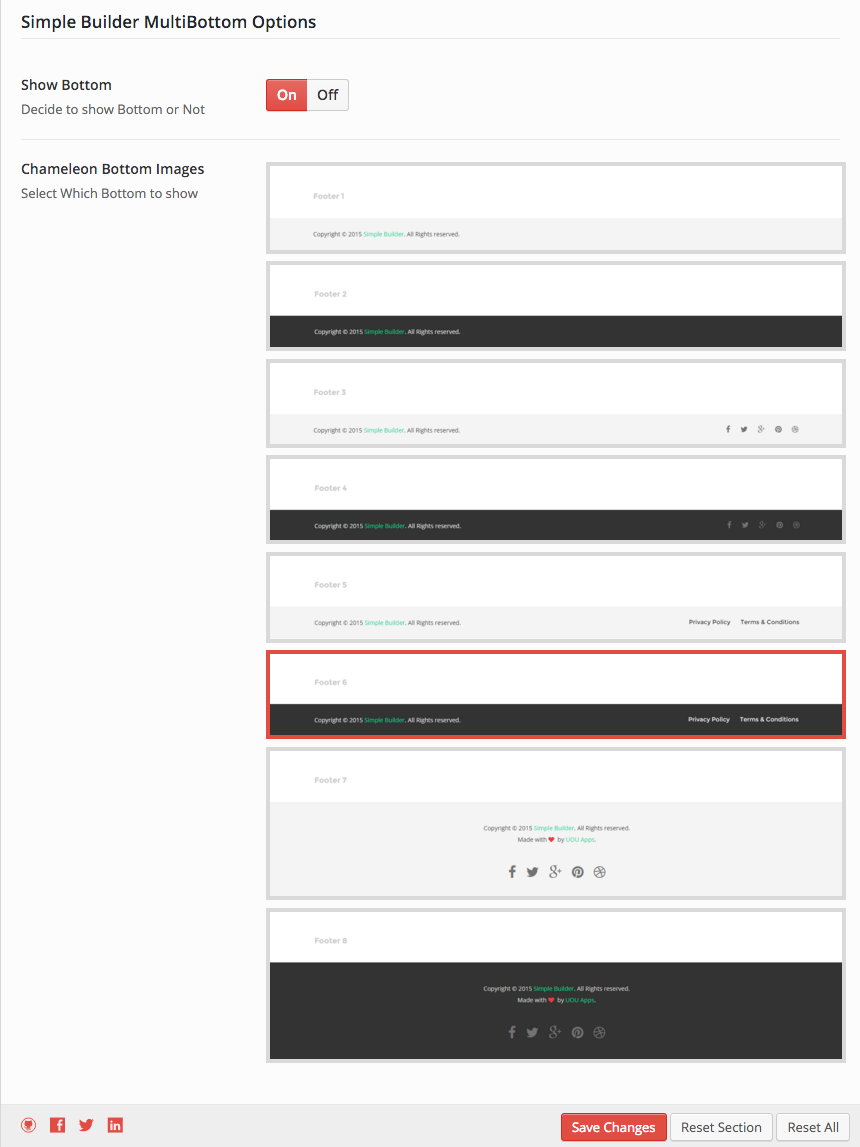 Simple Builder MultiBottom Options
Show Bottom
Decide to show Bottom or Not
On Off
Chameleon Bottom Images
Select Which Bottom to show
Footer 1
Copyright © 2015 Simple Builder. All Rights reserved.
Footer 2
Copyright © 2015 Simple Builder. All Rights reserved.
Footer 3
Copyright © 2015 Simple Builder. All Rights reserved.
Footer 4
Copyright © 2015 Simple Builder. All Rights reserved.
Footer 5
Copyright © 2015 Simple Builder. All Rights reserved. Privacy Policy Terms & Conditions
Footer 6
Copyright © 2015 Simple Builder. All Rights reserved. Privacy Policy Terms & Conditions
Footer 7
Copyright © 2015 Simple Builder. All Rights reserved.
Made with ❤ by UOU Apps.
Footer 8
Copyright © 2015 Simple Builder. All Rights reserved.
Made with ❤ by UOU Apps.
Save Changes Reset Section Reset All